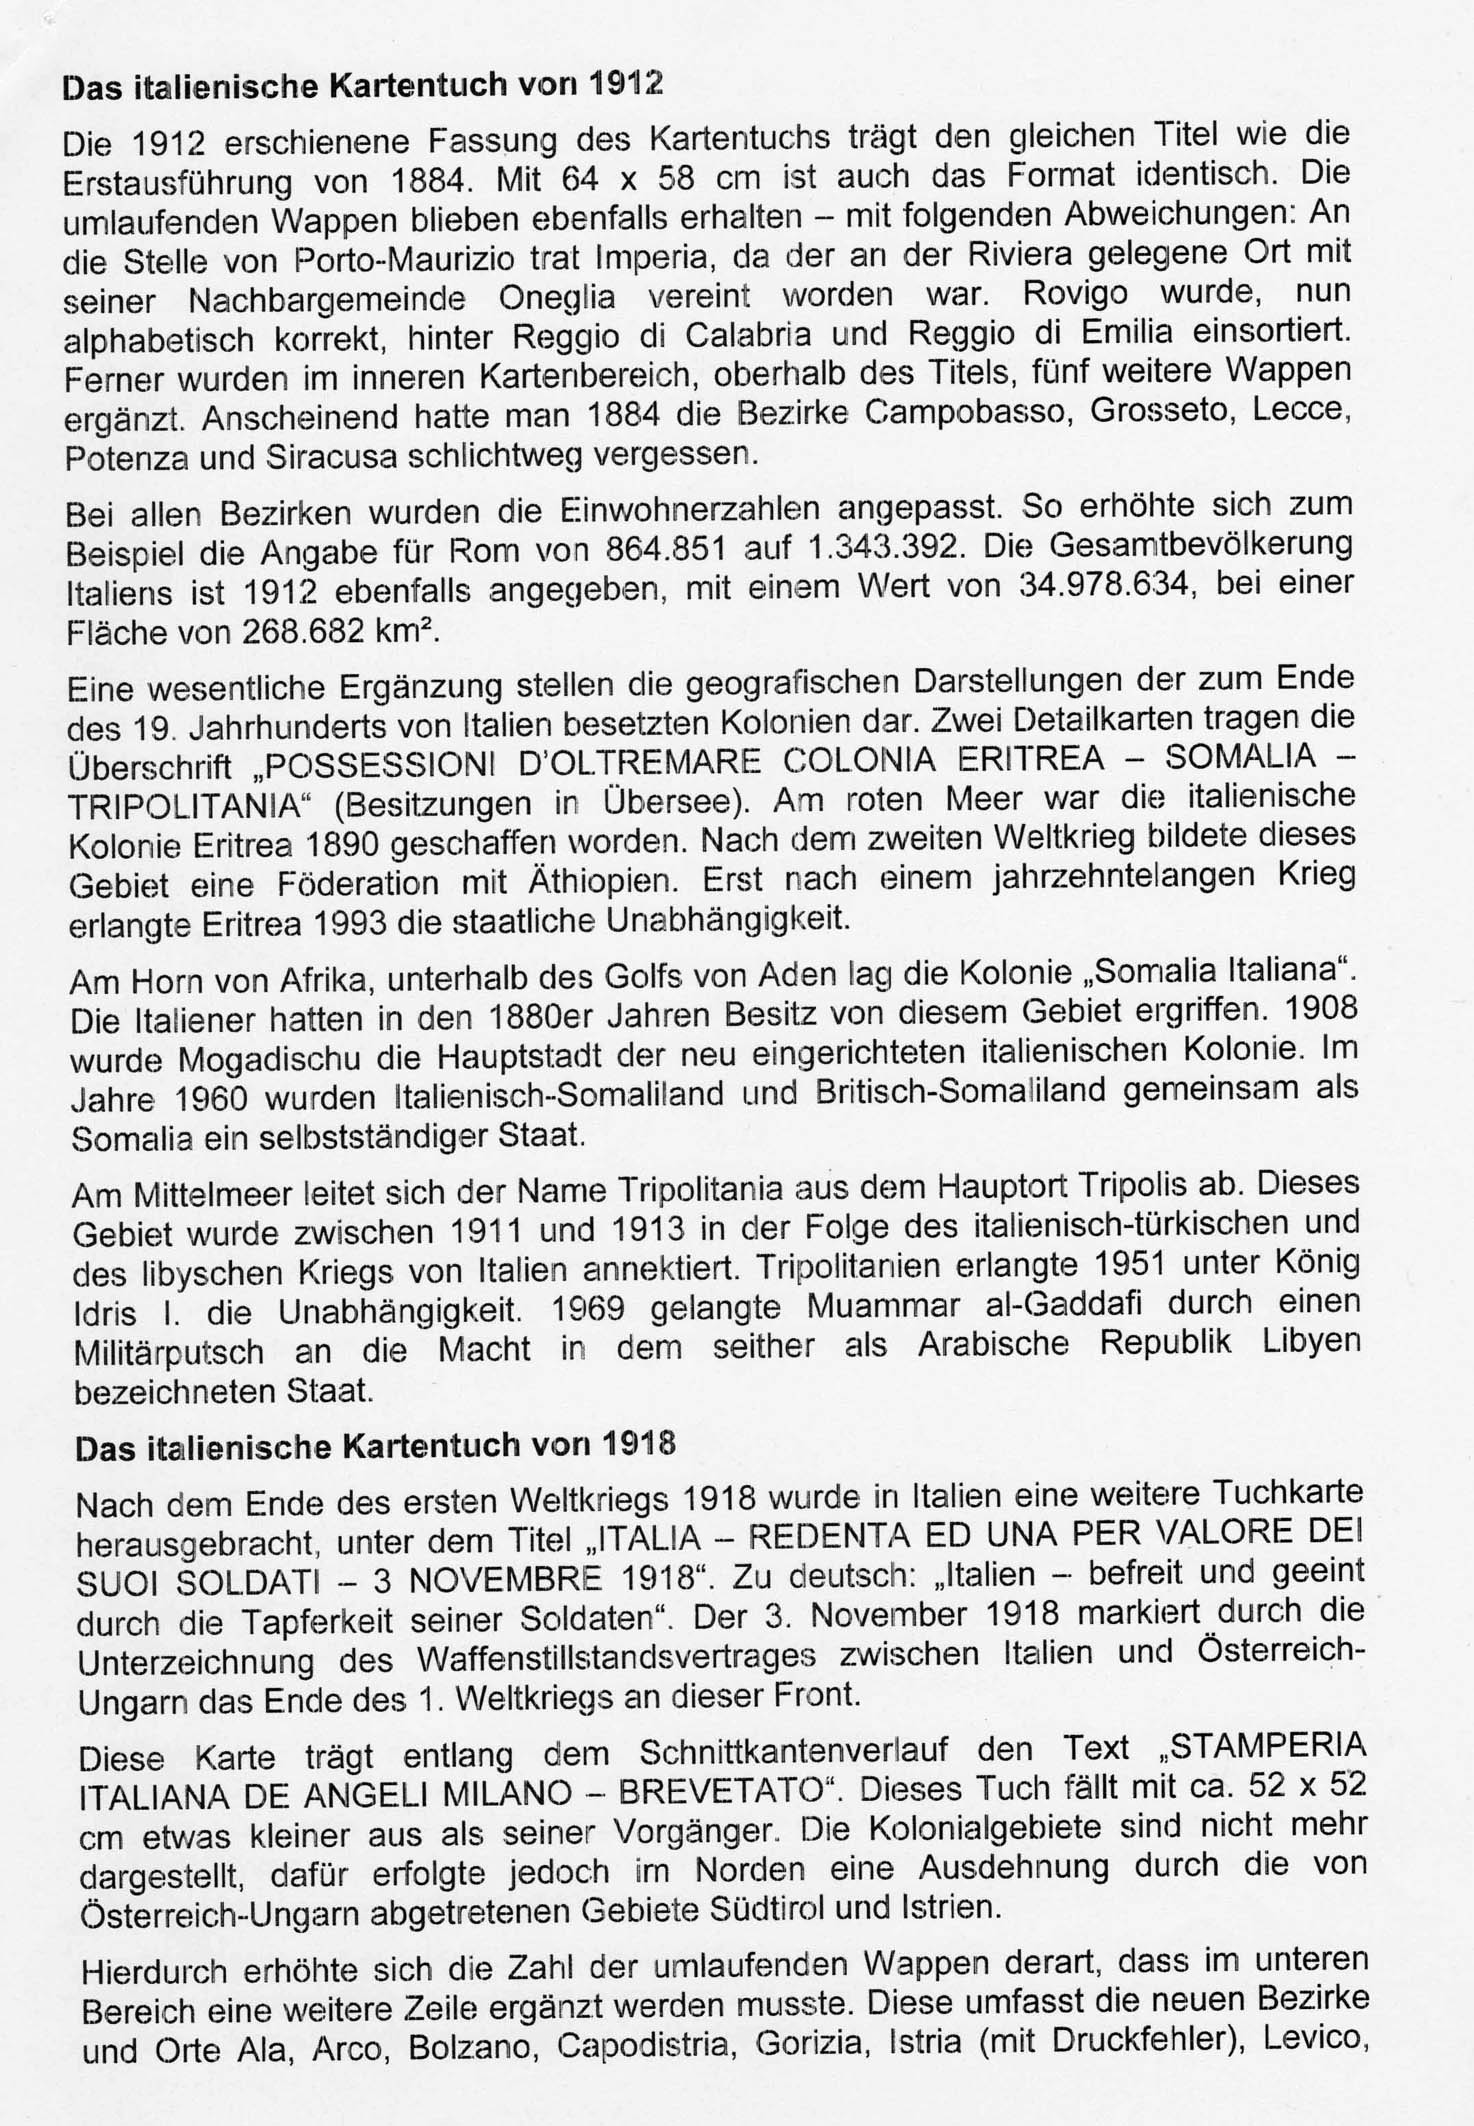 Das italienische Kartentuch von 1912
Die 1912 erschienene Fassung des Kartentuchs trägt den gleichen Titel wie die
Erstausführung von 1884. Mit 64 x 58 cm ist auch das Format identisch. Die
umlaufenden Wappen blieben ebenfalls erhalten – mit folgenden Abweichungen: An
die Stelle von Porto-Maurizio trat Imperia, da der an der Riviera gelegene Ort mit
seiner Nachbargemeinde Oneglia vereint worden war. Rovigo wurde, nun
alphabetisch korrekt, hinter Reggio di Calabria und Reggio di Emilia einsortiert.
Ferner wurden im inneren Kartenbereich, oberhalb des Titels, fünf weitere Wappen
ergänzt. Anscheinend hatte man 1884 die Bezirke Campobasso, Grosseto, Lecce,
Potenza und Siracusa schlichtweg vergessen.
Bei allen Bezirken wurden die Einwohnerzahlen angepasst. So erhöhte sich zum
Beispiel die Angabe für Rom von 864.851 auf 1.343.392. Die Gesamtbevölkerung
Italiens ist 1912 ebenfalls angegeben, mit einem Wert von 34.978.634, bei einer
Fläche von 268.682 km².
Eine wesentliche Ergänzung stellen die geografischen Darstellungen der zum Ende
des 19. Jahrhunderts von Italien besetzten Kolonien dar. Zwei Detailkarten tragen die
Überschrift „POSSESSIONI D’OLTREMARE COLONIA ERITREA – SOMALIA –
TRIPOLITANIA“ (Besitzungen in Übersee). Am roten Meer war die italienische
Kolonie Eritrea 1890 geschaffen worden. Nach dem zweiten Weltkrieg bildete dieses
Gebiet eine Föderation mit Äthiopien. Erst nach einem jahrzehntelangen Krieg
erlangte Eritrea 1993 die staatliche Unabhängigkeit.
Am Horn von Afrika, unterhalb des Golfs von Aden lag die Kolonie „Somalia Italiana“.
Die Italiener hatten in den 1880er Jahren Besitz von diesem Gebiet ergriffen. 1908
wurde Mogadischu die Hauptstadt der neu eingerichteten italienischen Kolonie. Im
Jahre 1960 wurden Italienisch-Somaliland und Britisch-Somaliland gemeinsam als
Somalia ein selbstständiger Staat.
Am Mittelmeer leitet sich der Name Tripolitania aus dem Hauptort Tripolis ab. Dieses
Gebiet wurde zwischen 1911 und 1913 in der Folge des italienisch-türkischen und
des libyschen Kriegs von Italien annektiert. Tripolitanien erlangte 1951 unter König
Idris I. die Unabhängigkeit. 1969 gelangte Muammar al-Gaddafi durch einen
Militärputsch an die Macht in dem seither als Arabische Republik Libyen
bezeichneten Staat.
Das italienische Kartentuch von 1918
Nach dem Ende des ersten Weltkriegs 1918 wurde in Italien eine weitere Tuchkarte
herausgebracht, unter dem Titel „ITALIA – REDENTA ED UNA PER VALORE DEI
SUOI SOLDATI – 3 NOVEMBRE 1918“. Zu deutsch: „Italien – befreit und geeint
durch die Tapferkeit seiner Soldaten“. Der 3. November 1918 markiert durch die
Unterzeichnung des Waffenstillstandsvertrages zwischen Italien und Österreich-
Ungarn das Ende des 1. Weltkriegs an dieser Front.
Diese Karte trägt entlang dem Schnittkantenverlauf den Text „STAMPERIA
ITALIANA DE ANGELI MILANO – BREVETATO“. Dieses Tuch fällt mit ca. 52 x 52
cm etwas kleiner aus als seiner Vorgänger. Die Kolonialgebiete sind nicht mehr
dargestellt, dafür erfolgte jedoch im Norden eine Ausdehnung durch die von
Österreich-Ungarn abgetretenen Gebiete Südtirol und Istrien.
Hierdurch erhöhte sich die Zahl der umlaufenden Wappen derart, dass im unteren
Bereich eine weitere Zeile ergänzt werden musste. Diese umfasst die neuen Bezirke
und Orte Ala, Arco, Bolzano, Capodistria, Gorizia, Istria (mit Druckfehler), Levico,